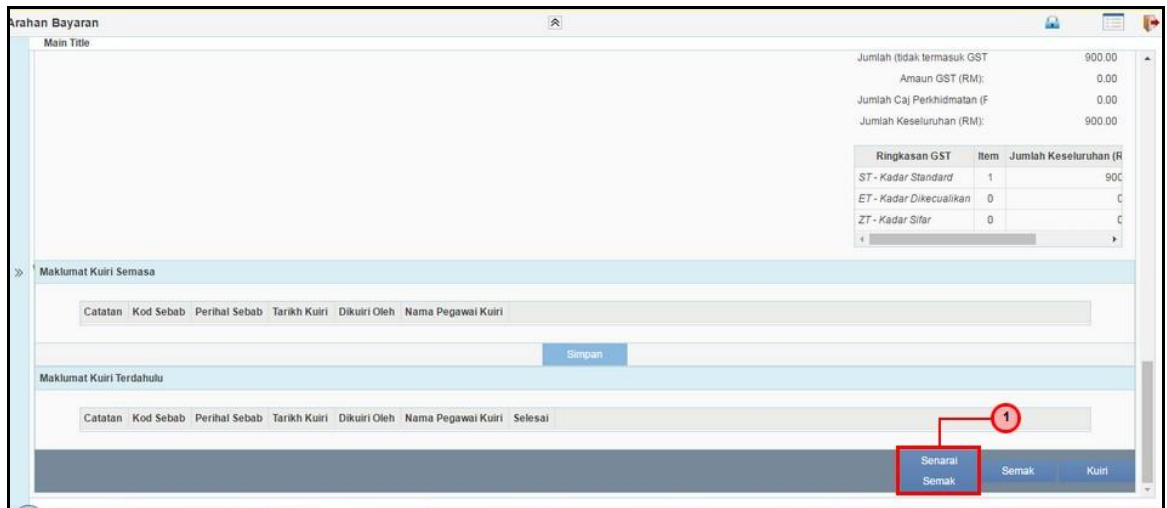 Arahan Bayaran
Main Title
Jumlah (tidak termasuk GST 900.00
Amaun GST (RM): 0.00
Jumlah Caj Perkhidmatan (F 0.00
Jumlah Keseluruhan (RM): 900.00
Ringkasan GST Item Jumlah Keseluruhan (R
ST - Kadar Standard 1 900
ET - Kadar Dikecualikan 0 0
ZT - Kadar Sifar 0 0
Maklumat Kuiri Semasa
Catatan Kod Sebab Perihal Sebab Tarikh Kuiri Dikuiri Oleh Nama Pegawai Kuiri
Simpan
Maklumat Kuiri Terdahulu
Catatan Kod Sebab Perihal Sebab Tarikh Kuiri Dikuiri Oleh Nama Pegawai Kuiri Selesai
1
Senarai
Semak
Semak Kuiri